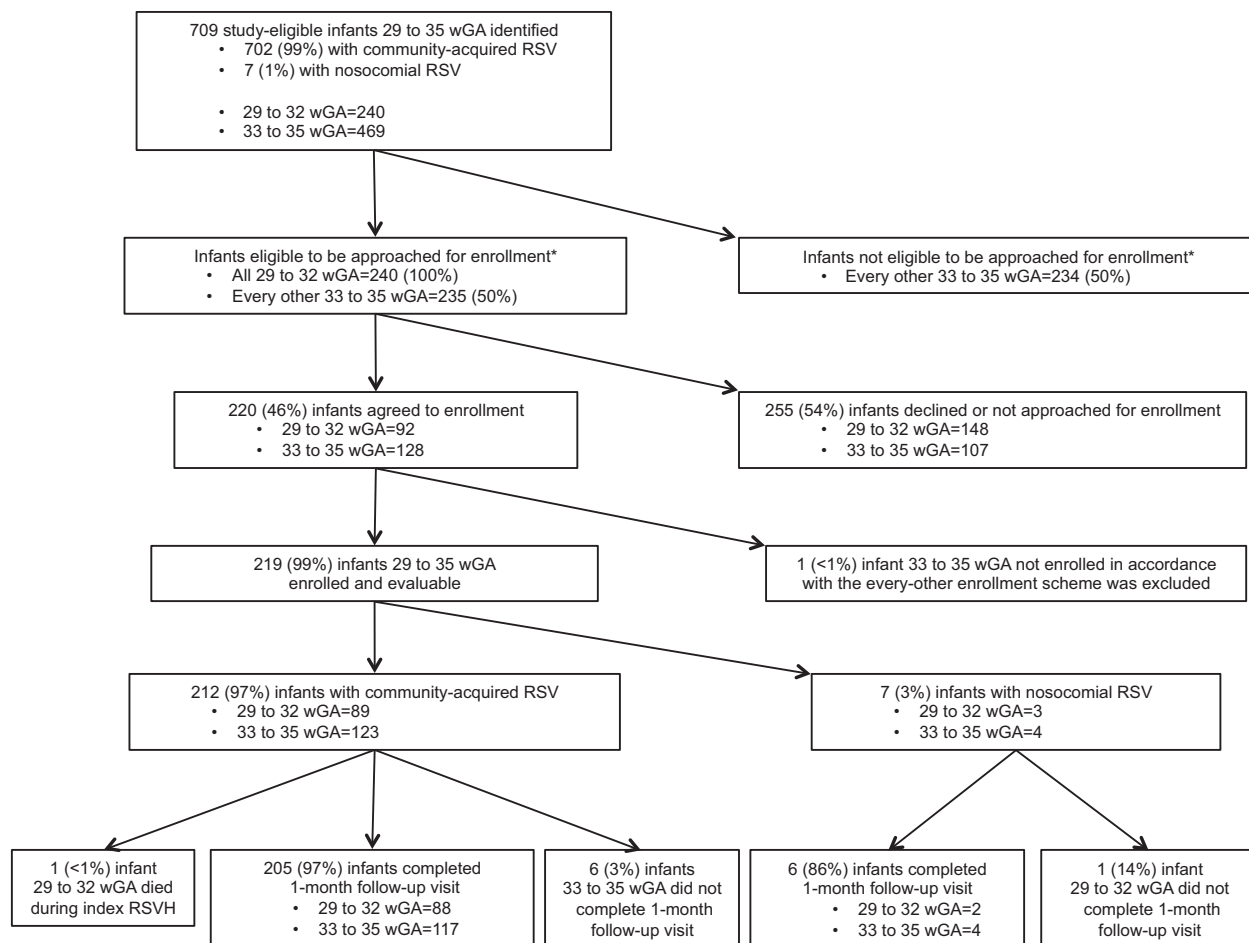 709 study-eligible infants 29 to 35 wGA identified
• 702 (99%) with community-acquired RSV
• 7 (1%) with nosocomial RSV
• 29 to 32 wGA=240
• 33 to 35 wGA=469
Infants eligible to be approached for enrollment*
• All 29 to 32 wGA=240 (100%)
• Every other 33 to 35 wGA=235 (50%)
Infants not eligible to be approached for enrollment*
• Every other 33 to 35 wGA=234 (50%)
220 (46%) infants agreed to enrollment
• 29 to 32 wGA=92
• 33 to 35 wGA=128
255 (54%) infants declined or not approached for enrollment
• 29 to 32 wGA=148
• 33 to 35 wGA=107
219 (99%) infants 29 to 35 wGA
enrolled and evaluable
1 (<1%) infant 33 to 35 wGA not enrolled in accordance
with the every-other enrollment scheme was excluded
212 (97%) infants with community-acquired RSV
• 29 to 32 wGA=89
• 33 to 35 wGA=123
7 (3%) infants with nosocomial RSV
• 29 to 32 wGA=3
• 33 to 35 wGA=4
1 (<1%) infant
29 to 32 wGA died
during index RSVH
205 (97%) infants completed
1-month follow-up visit
• 29 to 32 wGA=88
• 33 to 35 wGA=117
6 (3%) infants
33 to 35 wGA did not
complete 1-month
follow-up visit
6 (86%) infants completed
1-month follow-up visit
• 29 to 32 wGA=2
• 33 to 35 wGA=4
1 (14%) infant
29 to 32 wGA did not
complete 1-month
follow-up visit